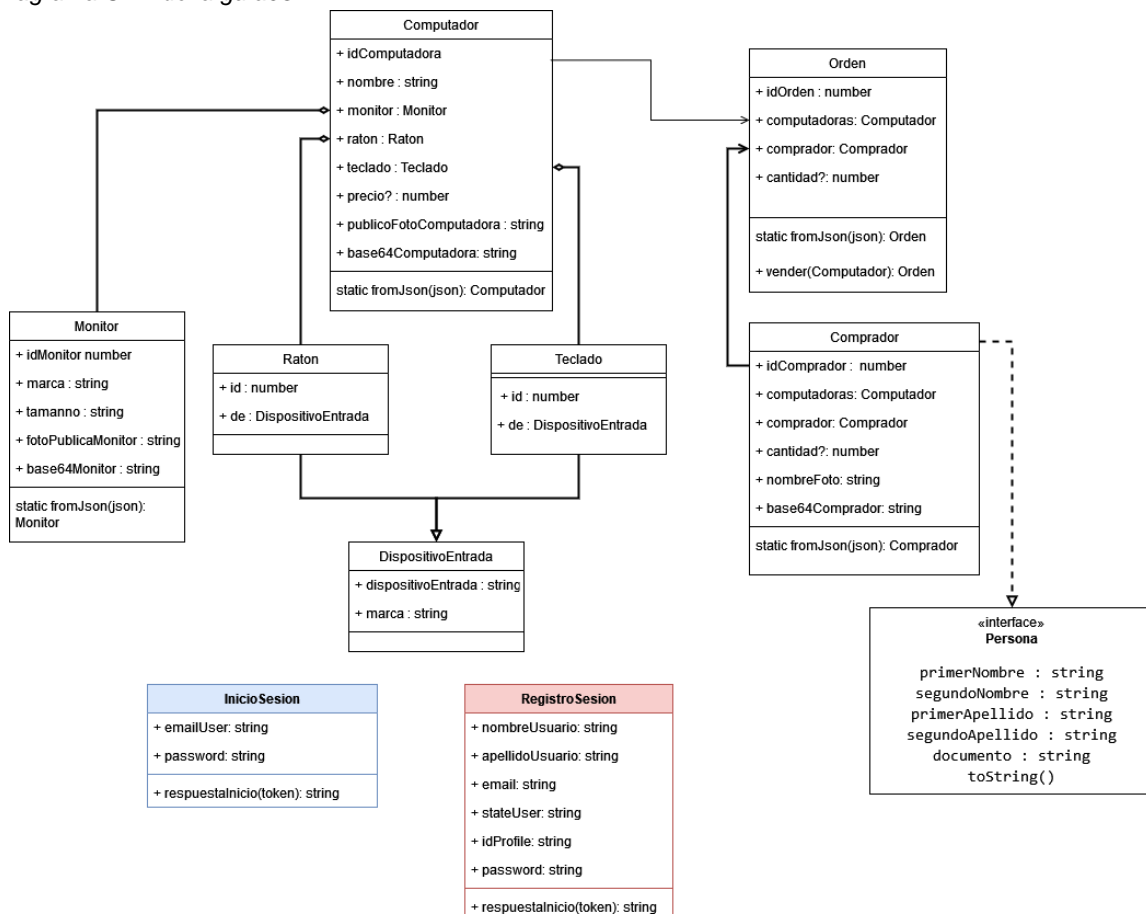 Computador
+ idComputadora
+ nombre : string
+ monitor : Monitor
+ raton : Raton
+ teclado : Teclado
+ precio? : number
+ publicoFotoComputadora : string
+ base64Computadora: string
static fromJson(json): Computador
Orden
+ idOrden : number
+ computadoras: Computador
+ comprador: Comprador
+ cantidad?: number
static fromJson(json): Orden
+ vender(Computador): Orden
Monitor
+ idMonitor number
+ marca : string
+ tamanno : string
+ fotoPublicaMonitor : string
+ base64Monitor : string
static fromJson(json):
Monitor
Raton
+ id : number
+ de : DispositivoEntrada
Teclado
+ id : number
+ de : DispositivoEntrada
Comprador
+ idComprador : number
+ computadoras: Computador
+ comprador: Comprador
+ cantidad?: number
+ nombreFoto: string
+ base64Comprador: string
static fromJson(json): Comprador
DispositivoEntrada
+ dispositivoEntrada : string
+ marca : string
«interface»
Persona
primerNombre : string
segundoNombre : string
primerApellido : string
segundoApellido : string
documento : string
toString()
InicioSesion
+ emailUser: string
+ password: string
+ respuestaInicio(token): string
RegistroSesion
+ nombreUsuario: string
+ apellidoUsuario: string
+ email: string
+ stateUser: string
+ idProfile: string
+ password: string
+ respuestaInicio(token): string